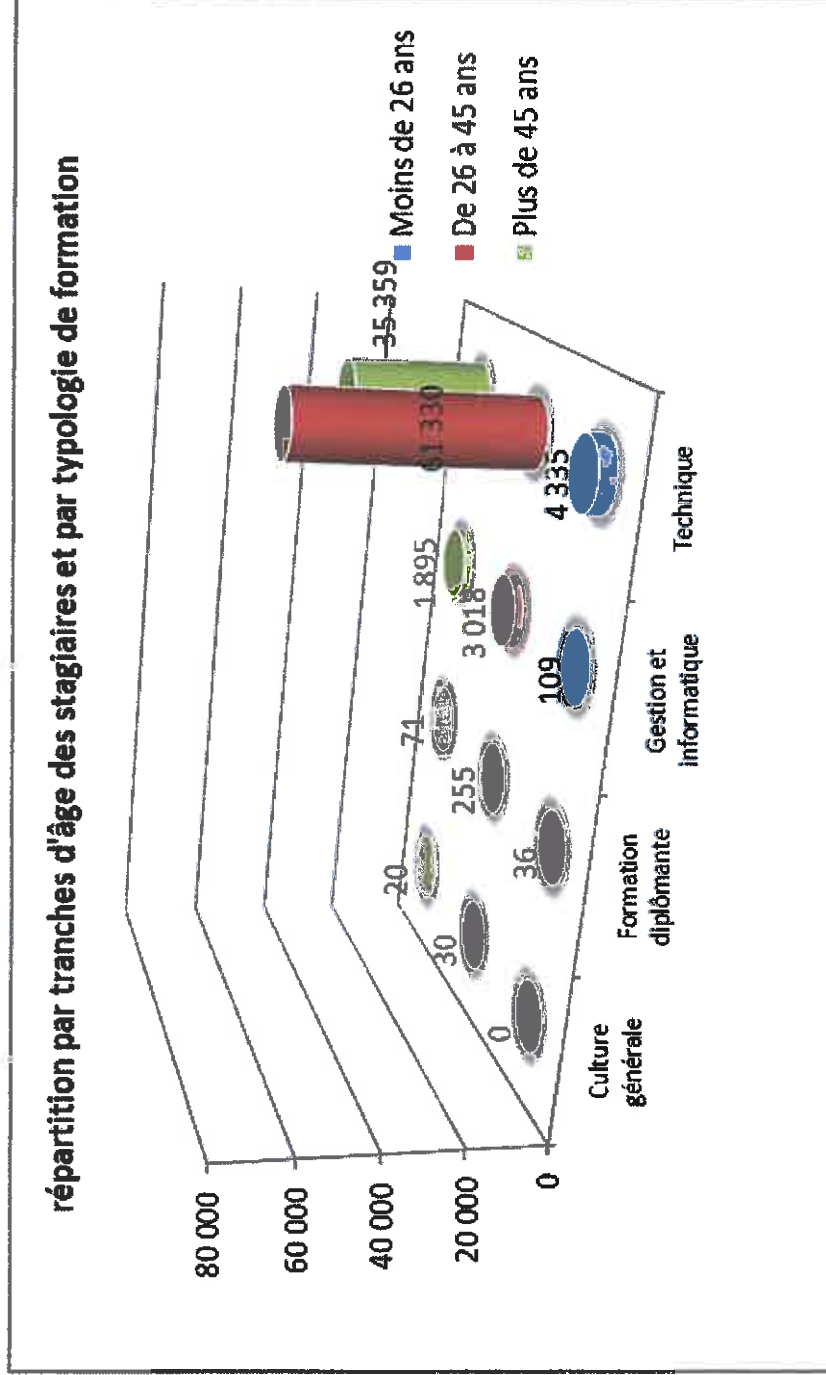 répartition par tranches d'âge des stagiaires et par typologie de formation
80 000
60 000
40 000
20 000
0
20
71
1 895
35 359
30
255
3 018
61 330
0
36
109
4 335
Culture
générale
Formation
diplômante
Gestion et
informatique
Technique
Moins de 26 ans
De 26 à 45 ans
Plus de 45 ans